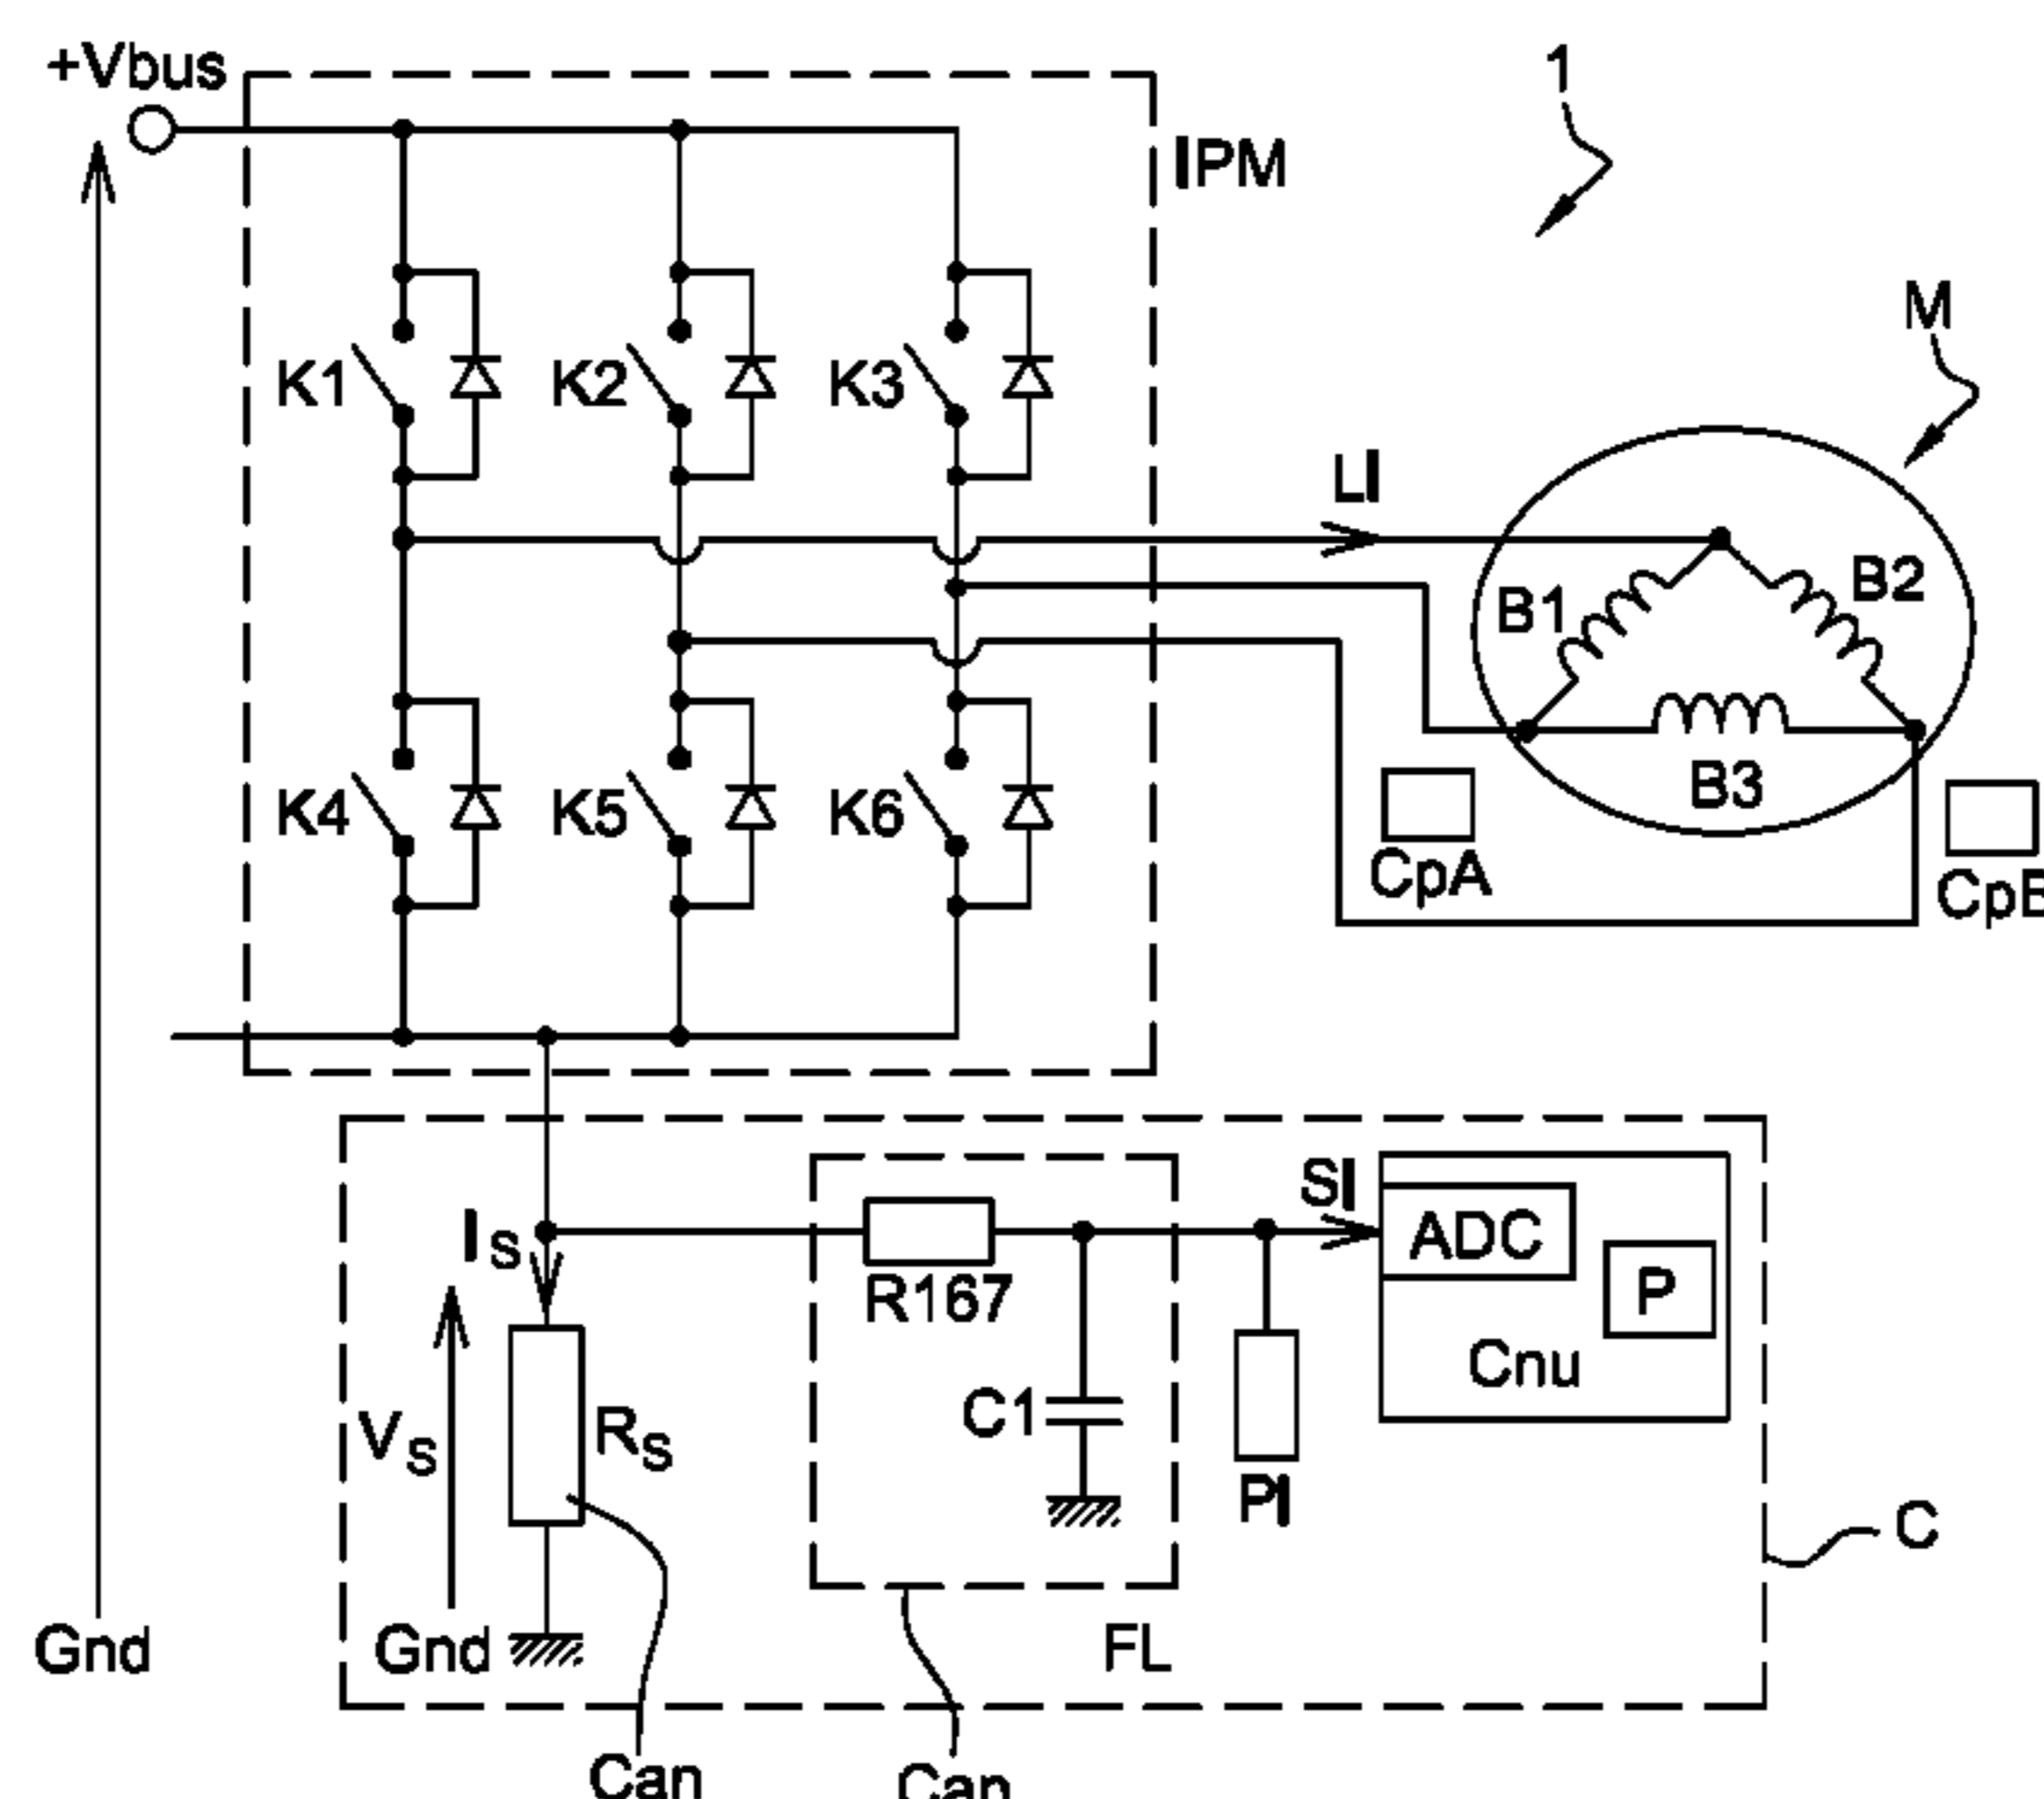 +Vbus
1
IPM
M
K1
K2
K3
LI
B1
B2
B3
K4
K5
K6
CpA
CpB
SI
ADC
P
Cnu
IS
R167
C1
VS
RS
PI
C
Gnd
Gnd
FL
Can
Can